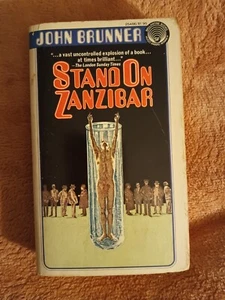 JOHN BRUNNER
"...a vast uncontrolled explosion of a book...
at times brilliant..."
—The London Sunday Times
STAND ON
ZANZIBAR